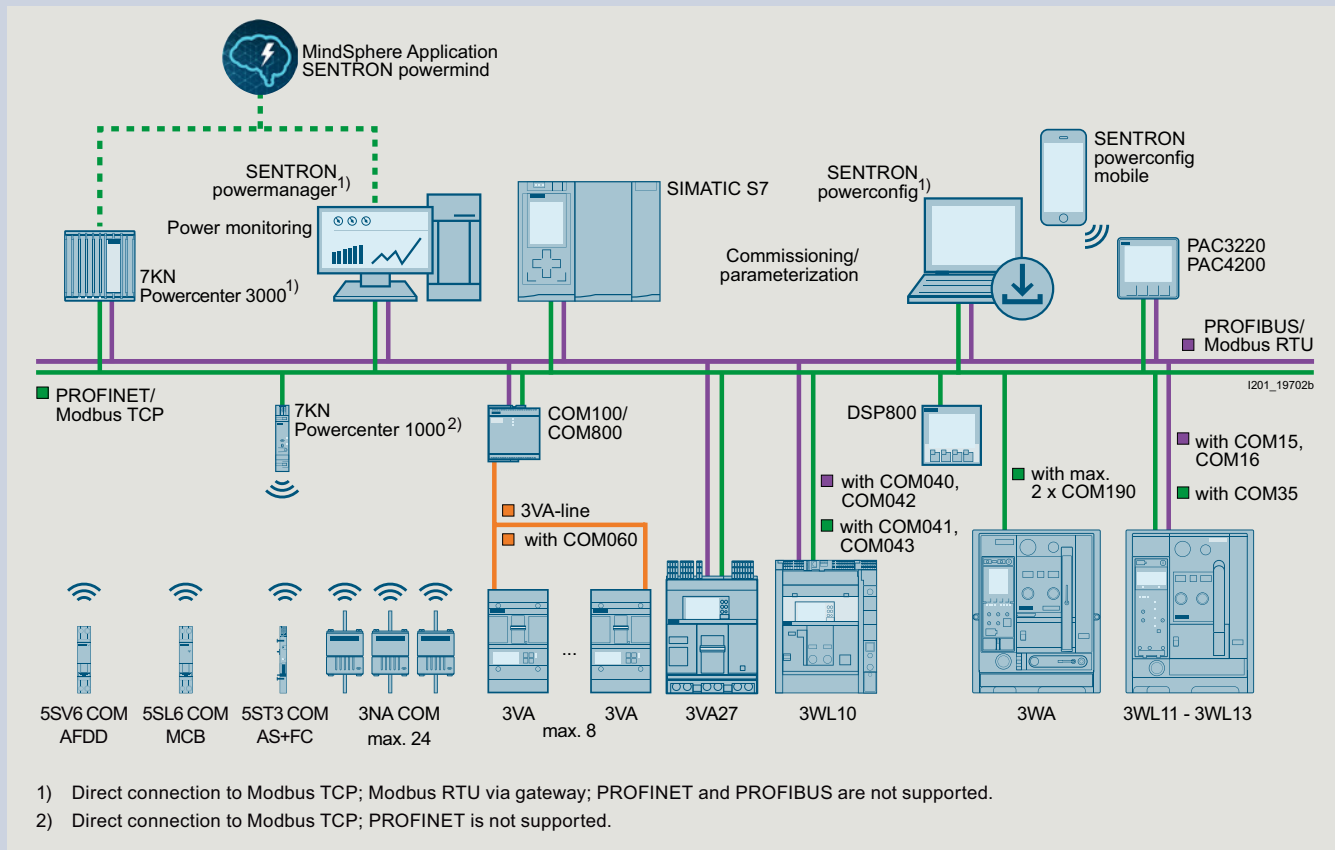 MindSphere Application
SENTRON powermind
SENTRON
powermanager1)
Power monitoring
7KN
Powercenter 30001)
SIMATIC S7
SENTRON
powerconfig1)
Commissioning/
parameterization
SENTRON
powerconfig
mobile
PAC3220
PAC4200
PROFIBUS/
Modbus RTU
I201_19702b
PROFINET/
Modbus TCP
7KN
Powercenter 10002)
COM100/
COM800
DSP800
3VA-line
with COM060
with COM040,
COM042
with COM041,
COM043
with max.
2 x COM190
with COM15,
COM16
with COM35
...
5SV6 COM
AFDD
5SL6 COM
MCB
5ST3 COM
AS+FC
3NA COM
max. 24
3VA
3VA
max. 8
3VA27
3WL10
3WA
3WL11 - 3WL13
1) Direct connection to Modbus TCP; Modbus RTU via gateway; PROFINET and PROFIBUS are not supported.
2) Direct connection to Modbus TCP; PROFINET is not supported.